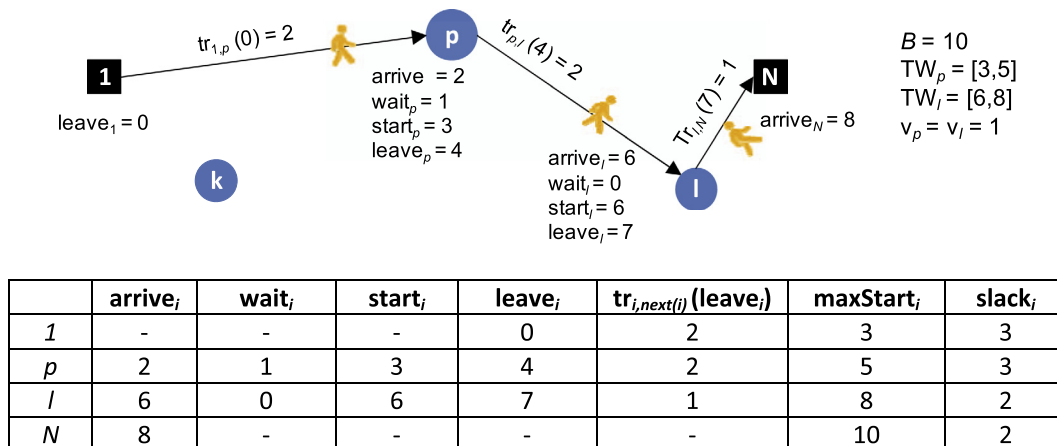 tr1,p (0) = 2
1
leave1 = 0
k
p
arrive = 2
waitp = 1
startp = 3
leavep = 4
trp,l (4) = 2
arrivel = 6
waitl = 0
startl = 6
leavel = 7
l
Trl,N (7) = 1
N
arriveN = 8
B = 10
TWp = [3,5]
TWl = [6,8]
vp = vl = 1
arrivei waiti starti leavei tri,next(i) (leavei) maxStarti slacki
1 - - - 0 2 3 3
p 2 1 3 4 2 5 3
l 6 0 6 7 1 8 2
N 8 - - - - 10 2